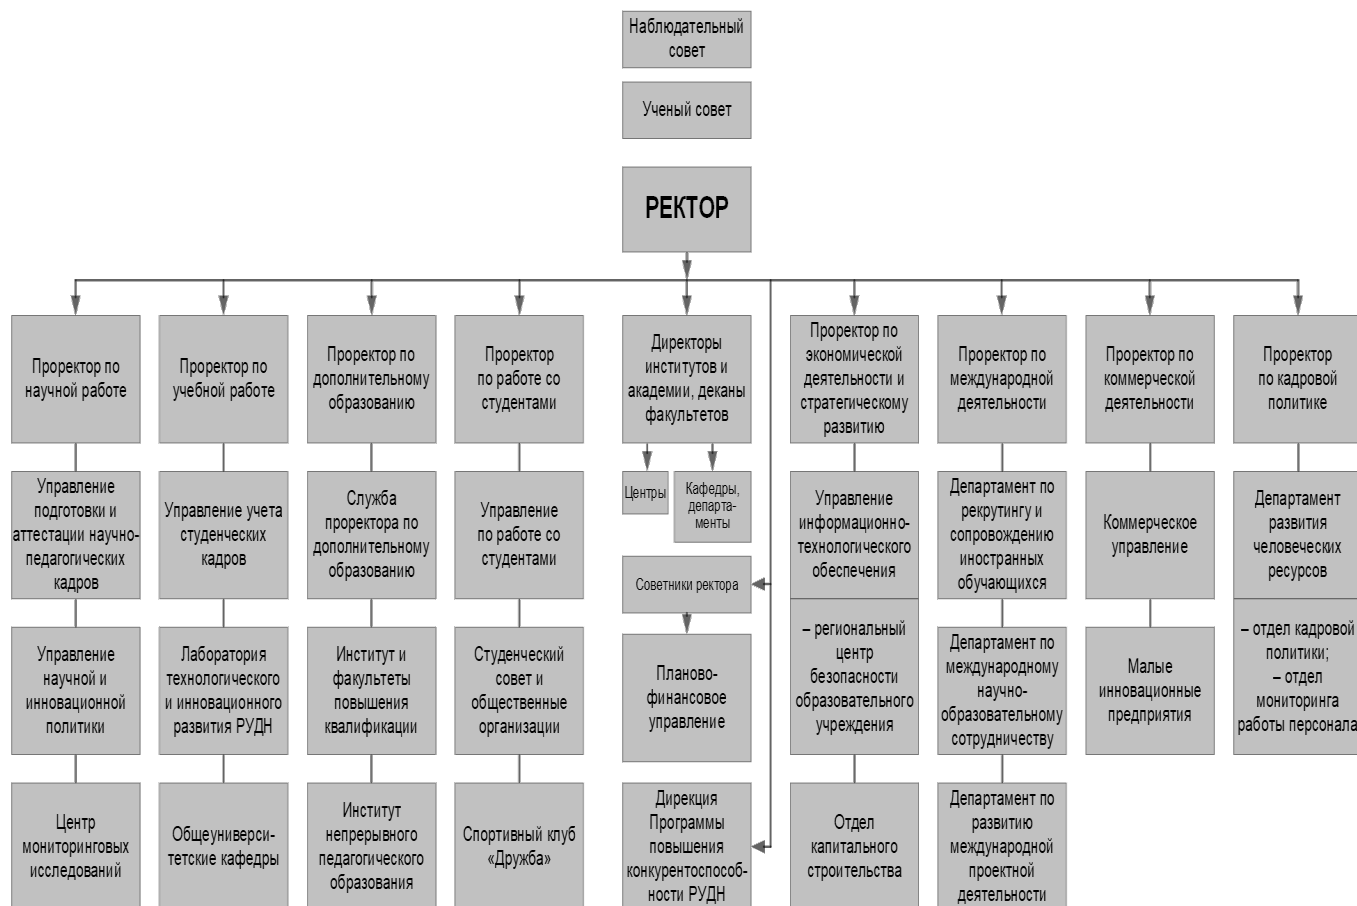 Наблюдательный
совет
Ученый совет
РЕКТОР
Проректор по
научной работе
Проректор по
учебной работе
Проректор по
дополнительному
образованию
Проректор
по работе со
студентами
Директоры
институтов и
академии, деканы
факультетов
Проректор по
экономической
деятельности и
стратегическому
развитию
Проректор по
международной
деятельности
Проректор по
коммерческой
деятельности
Проректор
по кадровой
политике
Управление
подготовки и
аттестации научно-
педагогических
кадров
Управление учета
студенческих
кадров
Служба
проректора по
дополнительному
образованию
Управление
по работе со
студентами
Центры
Кафедры,
департа-
менты
Управление
информационно-
технологического
обеспечения
Департамент по
рекрутингу и
сопровождению
иностранных
обучающихся
Коммерческое
управление
Департамент
развития
человеческих
ресурсов
Советники ректора
Управление
научной и
инновационной
политики
Лаборатория
технологического
и инновационного
развития РУДН
Институт и
факультеты
повышения
квалификации
Студенческий
совет и
общественные
организации
Планово-
финансовое
управление
– региональный
центр
безопасности
образовательного
учреждения
Департамент по
международному
научно-
образовательному
сотрудничеству
Малые
инновационные
предприятия
– отдел кадровой
политики;
– отдел
мониторинга
работы персонала
Центр
мониторинговых
исследований
Общеуниверси-
тетские кафедры
Институт
непрерывного
педагогического
образования
Спортивный клуб
«Дружба»
Дирекция
Программы
повышения
конкурентоспособ-
ности РУДН
Отдел
капитального
строительства
Департамент по
развитию
международной
проектной
деятельности